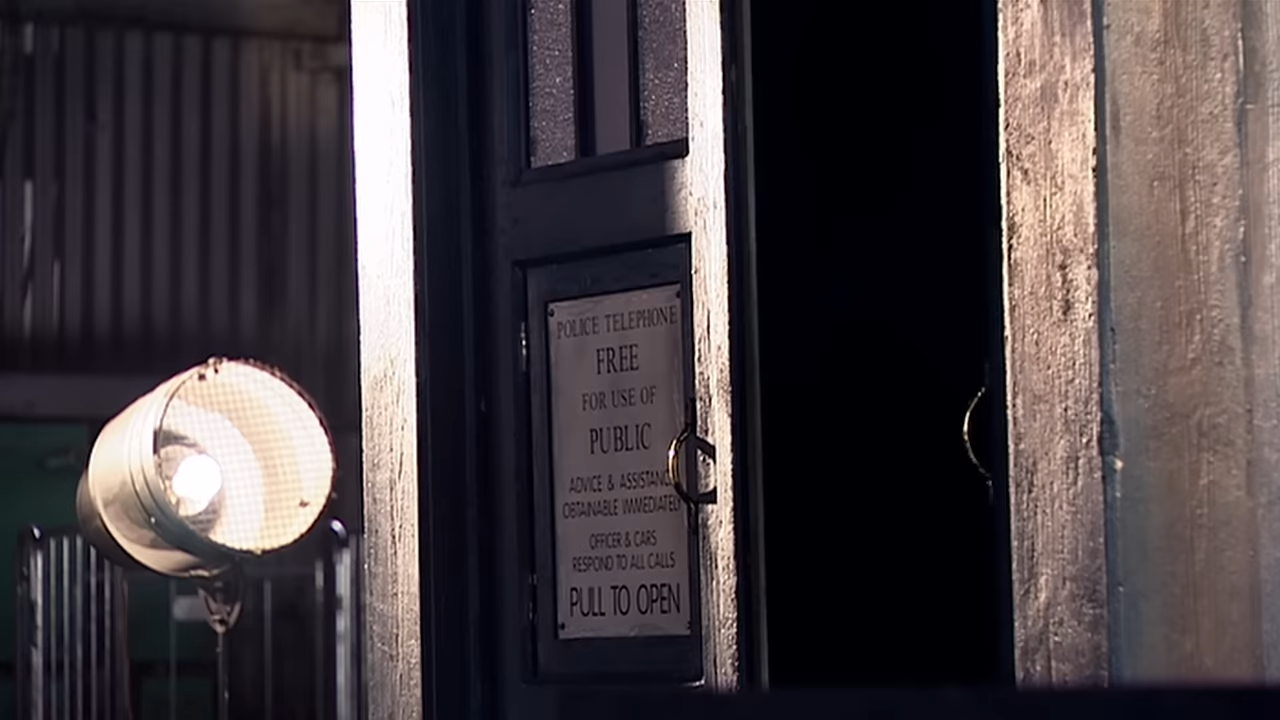 POLICE TELEPHONE
FREE
FOR USE OF
PUBLIC
ADVICE & ASSISTANC
OBTAINABLE IMMEDIATELY
OFFICER & CARS
RESPOND TO ALL CALLS
PULL TO OPEN